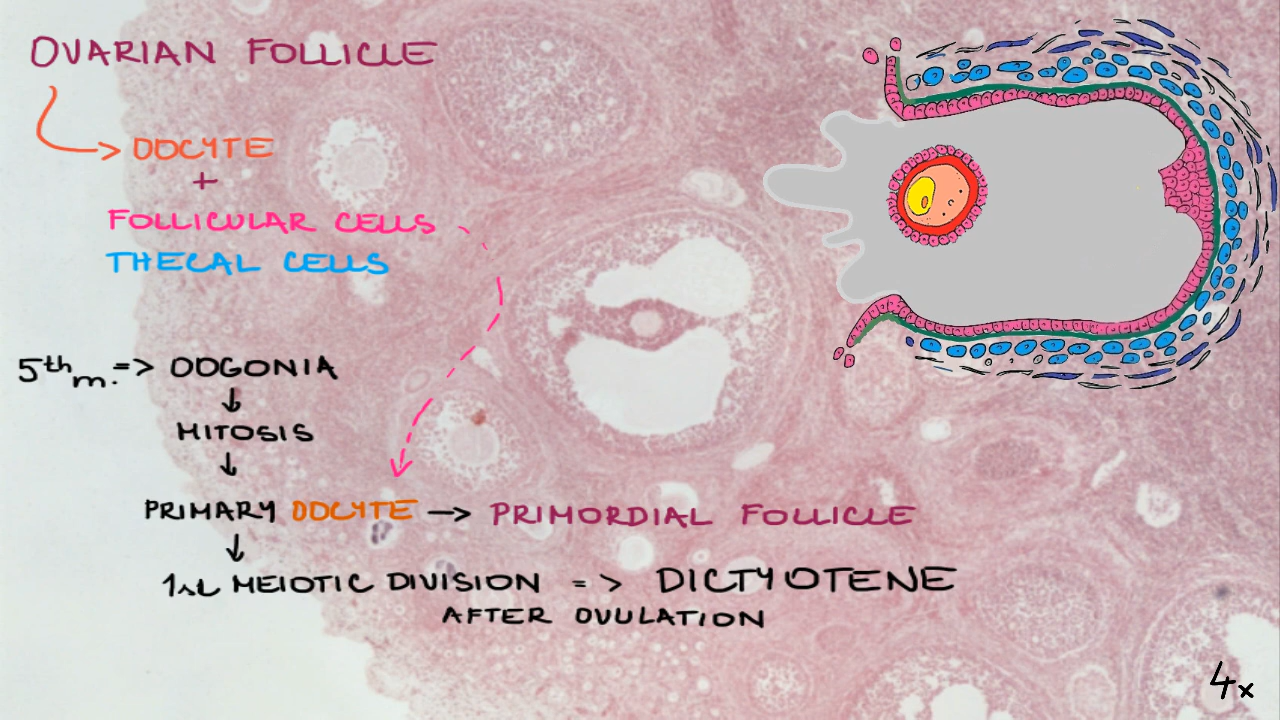 OVARIAN FOLLICLE
OOCYTE
+
FOLLICULAR CELLS
THECAL CELLS
5th m. => OOGONIA
↓
MITOSIS
↓
PRIMARY OOCYTE → PRIMORDIAL FOLLICLE
↓
1st MEIOTIC DIVISION => DICTYOTENE
AFTER OVULATION
4x